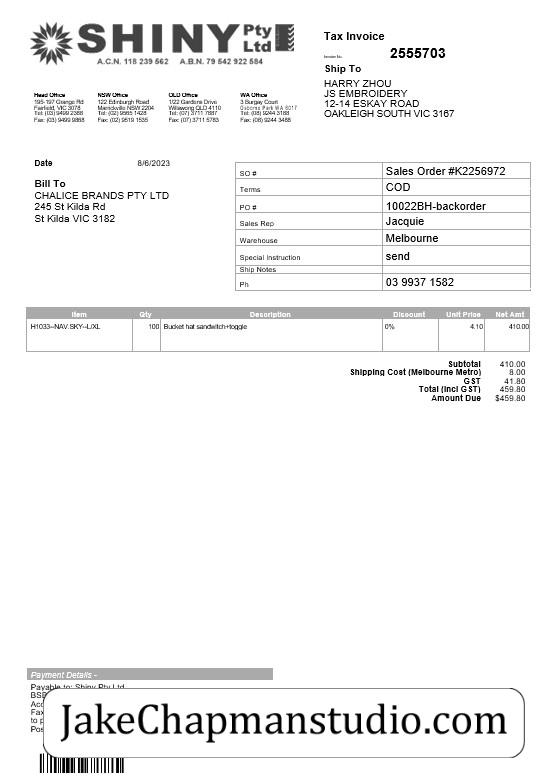 SHINY Pty Ltd
A.C.N. 118 239 562 A.B.N. 79 542 922 584
Tax Invoice
Invoice No. 2555703
Ship To
HARRY ZHOU
JS EMBROIDERY
12-14 ESKAY ROAD
OAKLEIGH SOUTH VIC 3167
Head Office
195-197 Grange Rd
Fairfield, VIC 3078
Tel: (03) 9499 2388
Fax: (03) 9499 9868
NSW Office
122 Edinburgh Road
Marrickville NSW 2204
Tel: (02) 9565 1428
Fax: (02) 9519 1535
QLD Office
1/22 Gardens Drive
Willawong QLD 4110
Tel: (07) 3711 7887
Fax: (07) 3711 5783
WA Office
3 Burgay Court
Osborne Park WA 6017
Tel: (08) 9244 3188
Fax: (08) 9244 3488
Date 8/6/2023
Bill To
CHALICE BRANDS PTY LTD
245 St Kilda Rd
St Kilda VIC 3182
SO # Sales Order #K2256972
Terms COD
PO # 10022BH-backorder
Sales Rep Jacquie
Warehouse Melbourne
Special Instruction send
Ship Notes
Ph 03 9937 1582
Item Qty Description Discount Unit Price Net Amt
H1033--NAV.SKY--L/XL 100 Bucket hat sandwitch+toggle 0% 4.10 410.00
Subtotal 410.00
Shipping Cost (Melbourne Metro) 8.00
GST 41.80
Total (Incl GST) 459.80
Amount Due $459.80
Payment Details -
Payable to: Shiny Pty Ltd
BSB
Acc
Fax
to p
Pos
JakeChapmanstudio.com